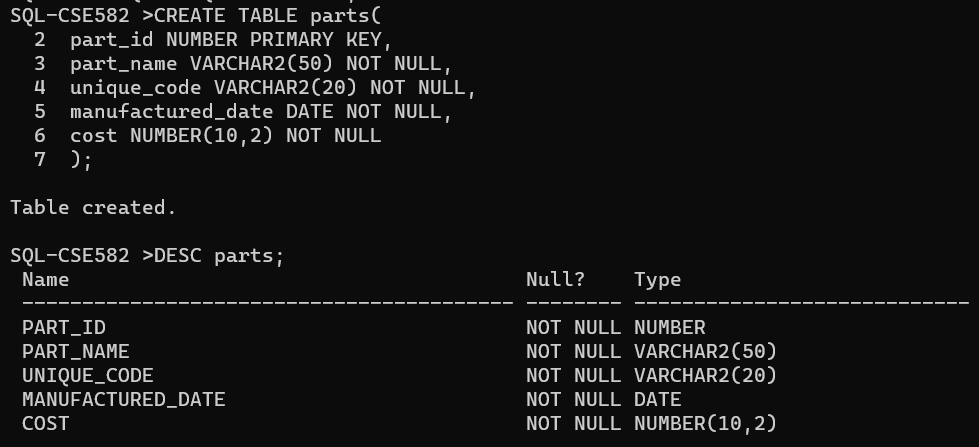 SQL-CSE582 >CREATE TABLE parts(
  2  part_id NUMBER PRIMARY KEY,
  3  part_name VARCHAR2(50) NOT NULL,
  4  unique_code VARCHAR2(20) NOT NULL,
  5  manufactured_date DATE NOT NULL,
  6  cost NUMBER(10,2) NOT NULL
  7  );

Table created.

SQL-CSE582 >DESC parts;
 Name                                      Null?    Type
 ----------------------------------------- -------- ----------------------------
 PART_ID                                   NOT NULL NUMBER
 PART_NAME                                 NOT NULL VARCHAR2(50)
 UNIQUE_CODE                               NOT NULL VARCHAR2(20)
 MANUFACTURED_DATE                         NOT NULL DATE
 COST                                      NOT NULL NUMBER(10,2)